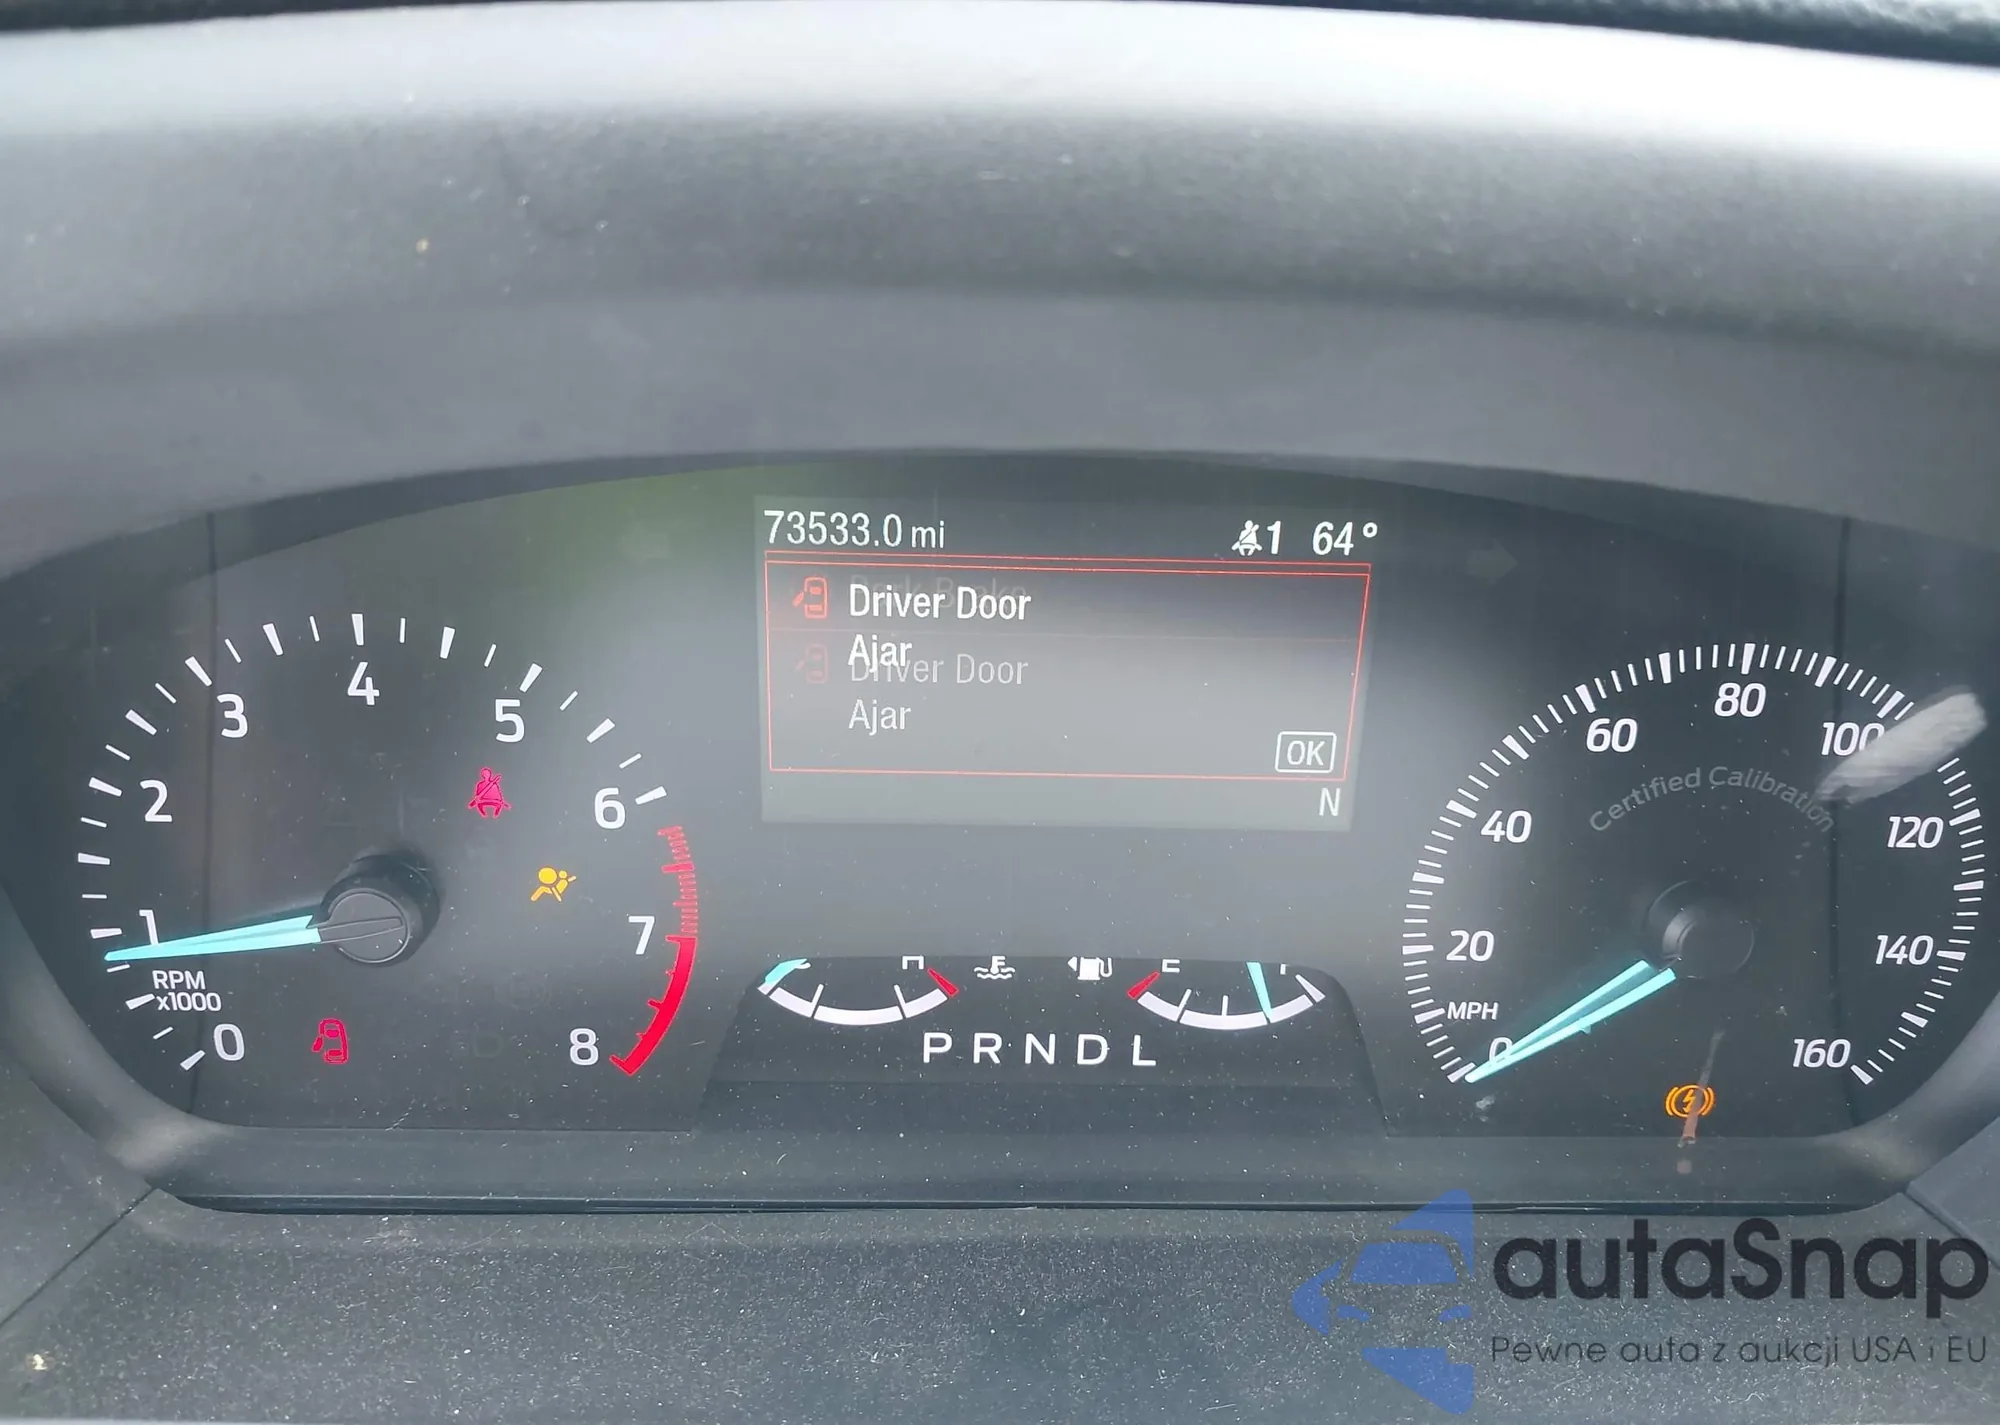 73533.0 mi
1 64°
Driver Door
Ajar
Driver Door
Ajar
OK
N
0
1
2
3
4
5
6
7
8
RPM
x1000
H
E
P R N D L
0
20
40
60
80
100
120
140
160
MPH
Certified Calibration
autaSnap
Pewne auta z aukcji USA i EU